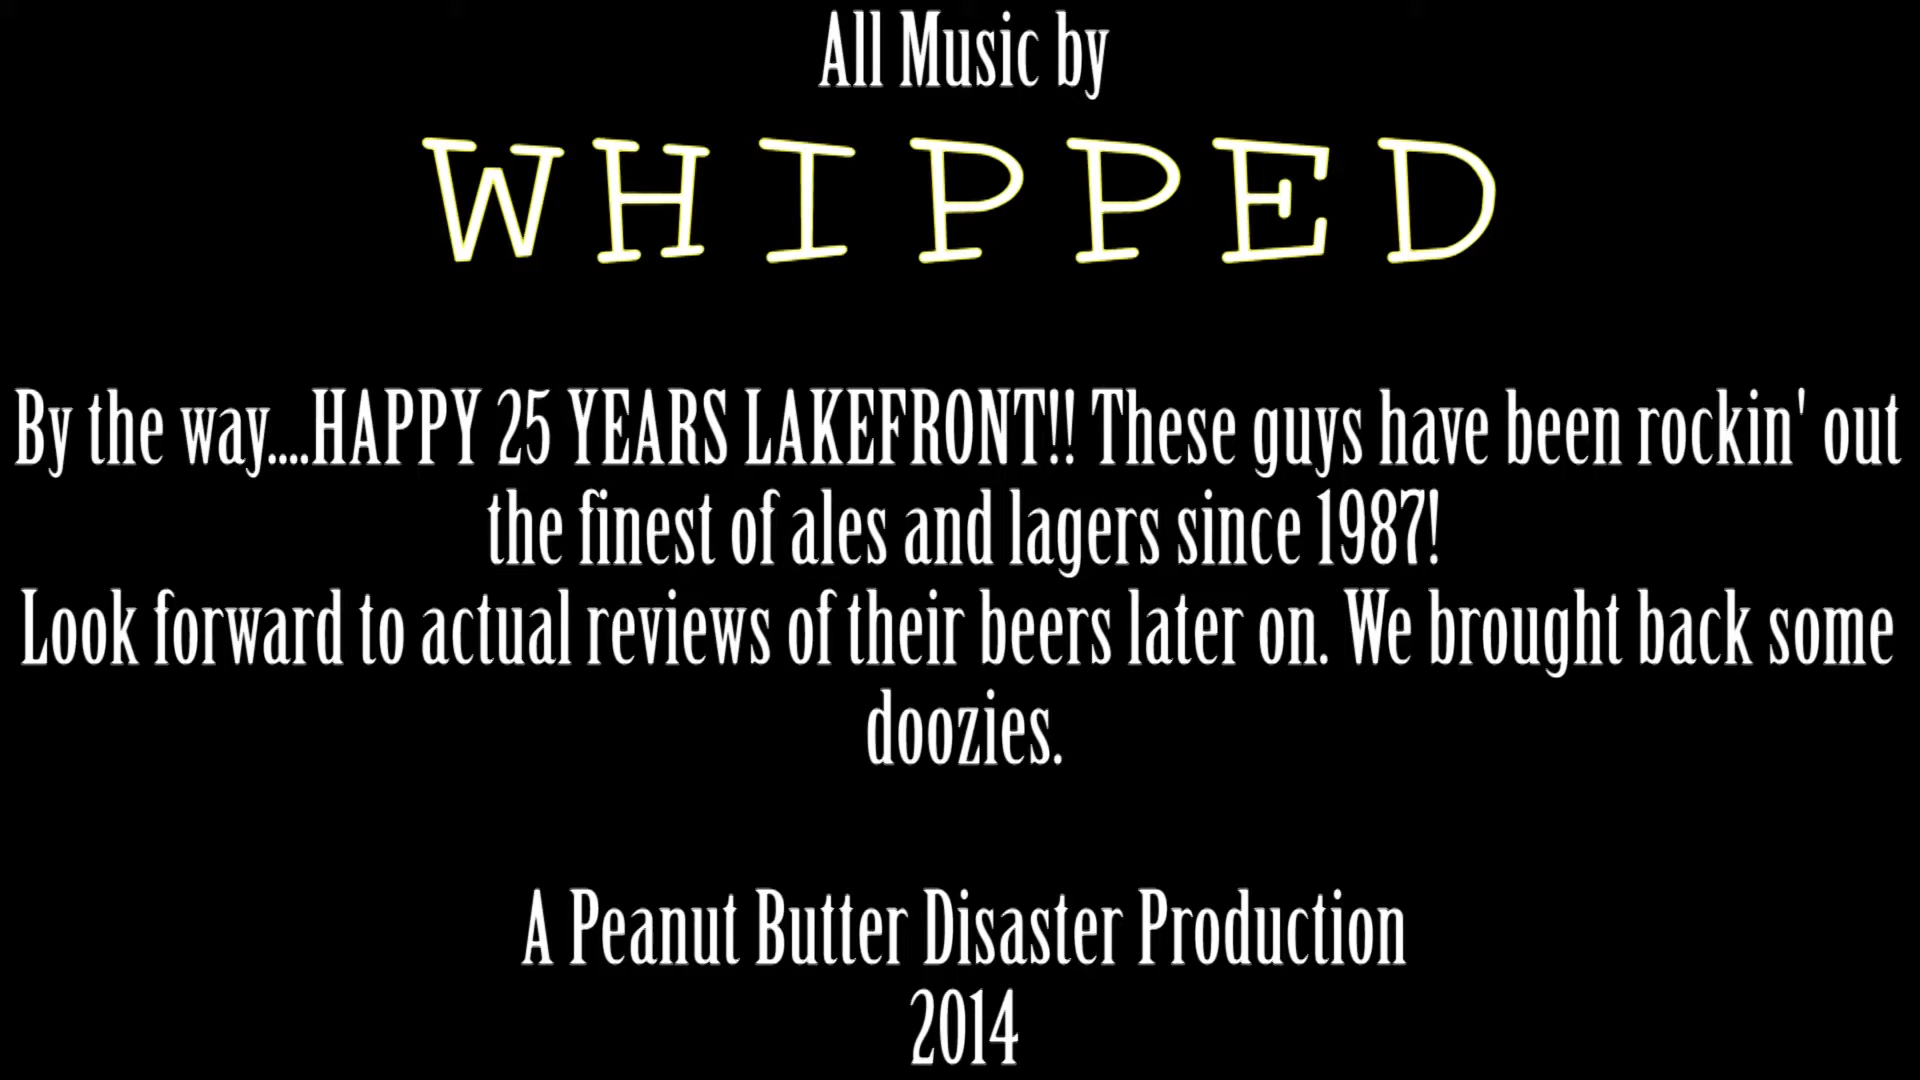 All Music by
WHIPPED
By the way....HAPPY 25 YEARS LAKEFRONT!! These guys have been rockin' out
the finest of ales and lagers since 1987!
Look forward to actual reviews of their beers later on. We brought back some
doozies.
A Peanut Butter Disaster Production
2014